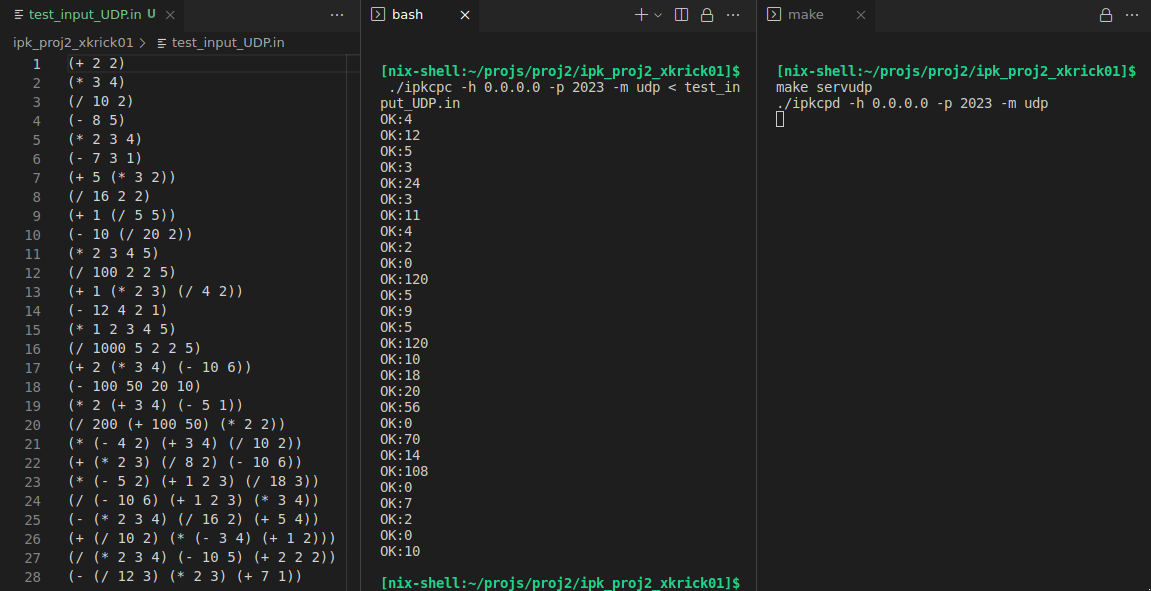 test_input_UDP.in U
ipk_proj2_xkrick01 > test_input_UDP.in
1 (+ 2 2)
2 (* 3 4)
3 (/ 10 2)
4 (- 8 5)
5 (* 2 3 4)
6 (- 7 3 1)
7 (+ 5 (* 3 2))
8 (/ 16 2 2)
9 (+ 1 (/ 5 5))
10 (- 10 (/ 20 2))
11 (* 2 3 4 5)
12 (/ 100 2 2 5)
13 (+ 1 (* 2 3) (/ 4 2))
14 (- 12 4 2 1)
15 (* 1 2 3 4 5)
16 (/ 1000 5 2 2 5)
17 (+ 2 (* 3 4) (- 10 6))
18 (- 100 50 20 10)
19 (* 2 (+ 3 4) (- 5 1))
20 (/ 200 (+ 100 50) (* 2 2))
21 (* (- 4 2) (+ 3 4) (/ 10 2))
22 (+ (* 2 3) (/ 8 2) (- 10 6))
23 (* (- 5 2) (+ 1 2 3) (/ 18 3))
24 (/ (- 10 6) (+ 1 2 3) (* 3 4))
25 (- (* 2 3 4) (/ 16 2) (+ 5 4))
26 (+ (/ 10 2) (* (- 3 4) (+ 1 2)))
27 (/ (* 2 3 4) (- 10 5) (+ 2 2 2))
28 (- (/ 12 3) (* 2 3) (+ 7 1))
bash
[nix-shell:~/projs/proj2/ipk_proj2_xkrick01]$
./ipkcpc -h 0.0.0.0 -p 2023 -m udp < test_in
put_UDP.in
OK:4
OK:12
OK:5
OK:3
OK:24
OK:3
OK:11
OK:4
OK:2
OK:0
OK:120
OK:5
OK:9
OK:5
OK:120
OK:10
OK:18
OK:20
OK:56
OK:0
OK:70
OK:14
OK:108
OK:0
OK:7
OK:2
OK:0
OK:10
[nix-shell:~/projs/proj2/ipk_proj2_xkrick01]$
make
[nix-shell:~/projs/proj2/ipk_proj2_xkrick01]$
make servudp
./ipkcpd -h 0.0.0.0 -p 2023 -m udp